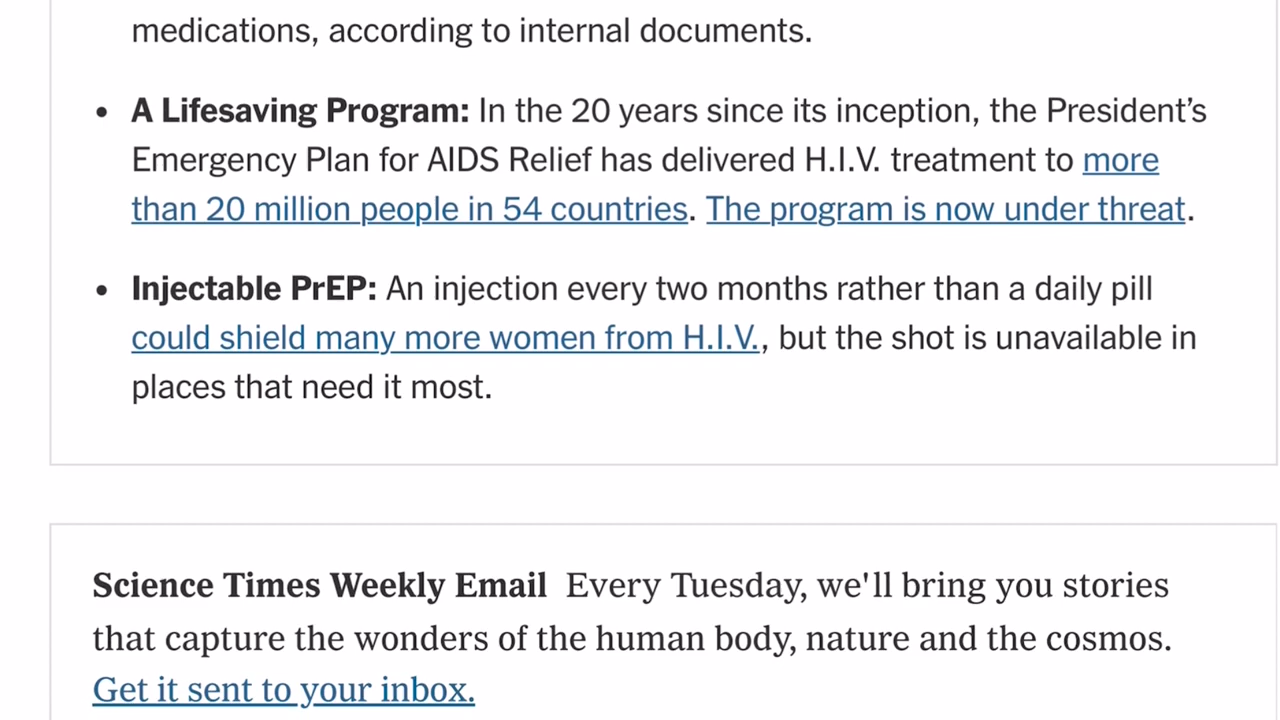 medications, according to internal documents.
• A Lifesaving Program: In the 20 years since its inception, the President’s
Emergency Plan for AIDS Relief has delivered H.I.V. treatment to more
than 20 million people in 54 countries. The program is now under threat.
• Injectable PrEP: An injection every two months rather than a daily pill
could shield many more women from H.I.V., but the shot is unavailable in
places that need it most.
Science Times Weekly Email Every Tuesday, we'll bring you stories
that capture the wonders of the human body, nature and the cosmos.
Get it sent to your inbox.